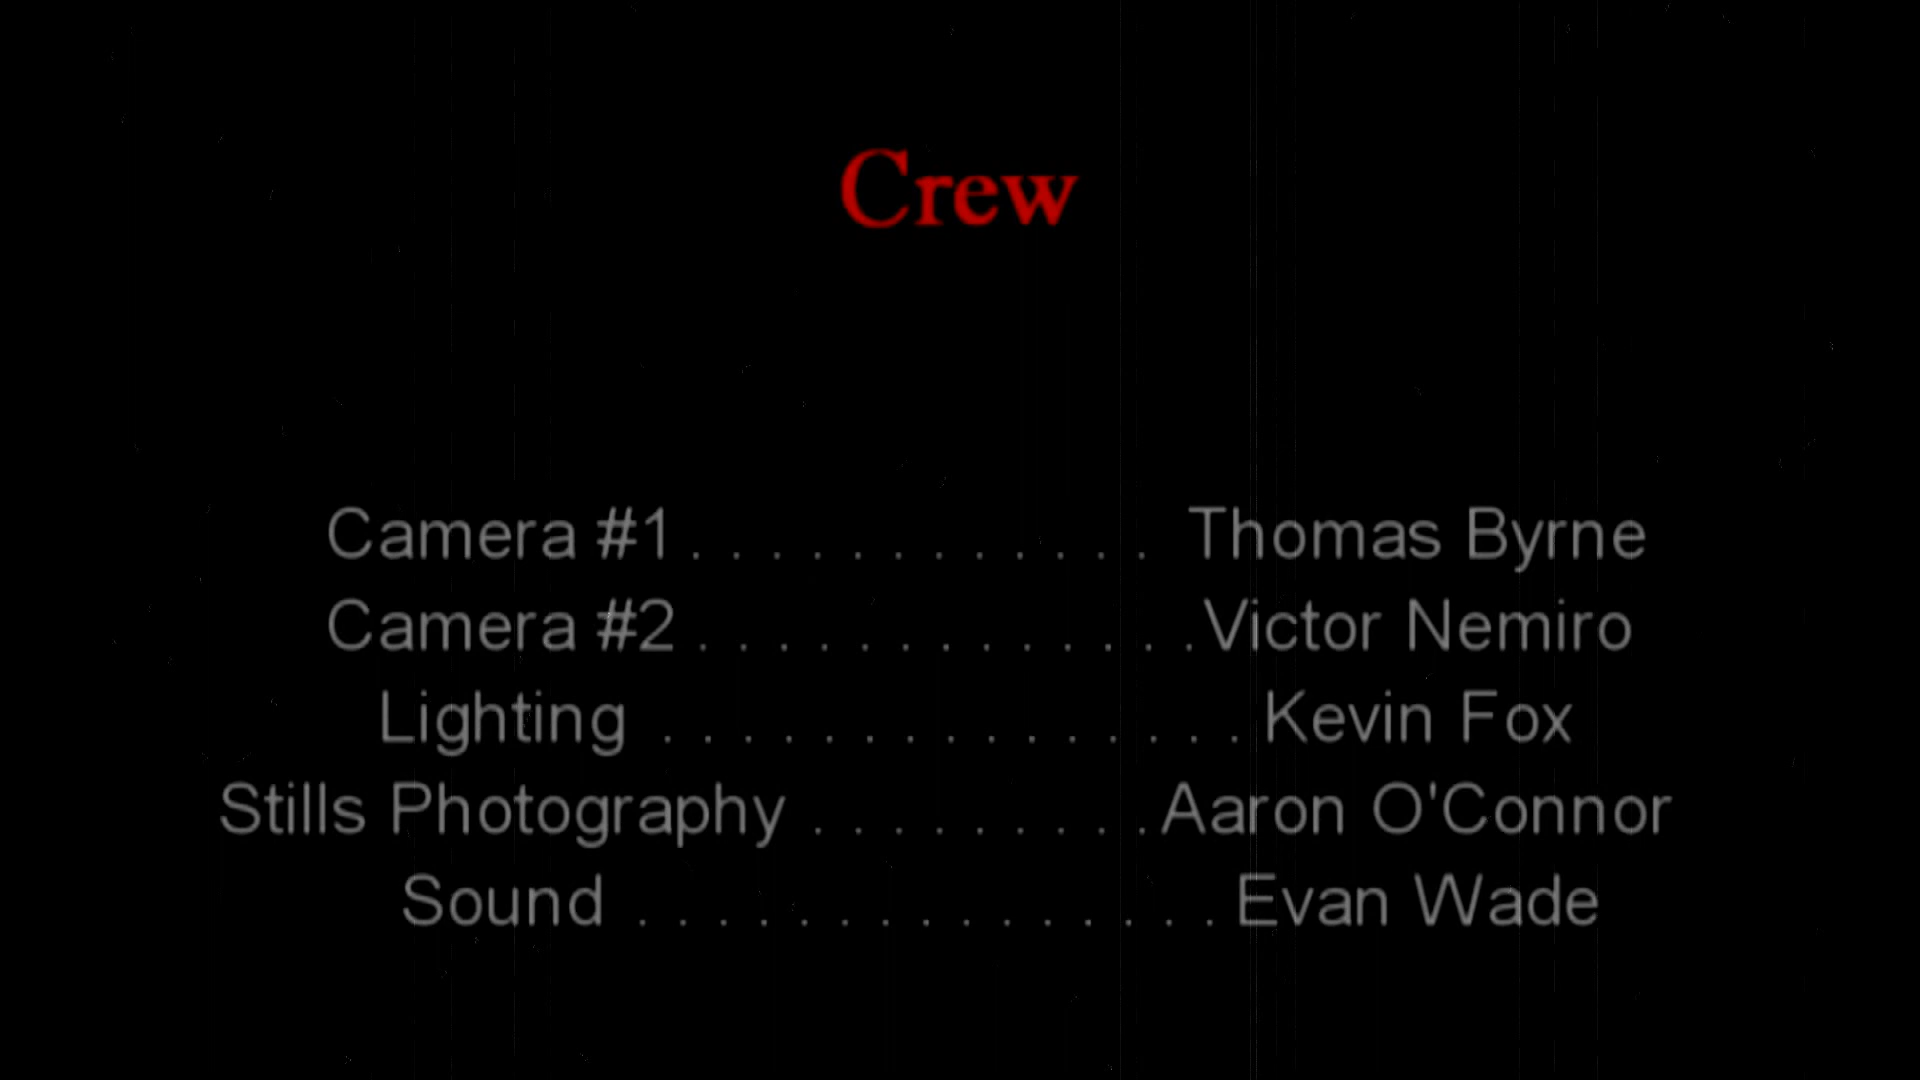 Crew
Camera #1 . . . . . . . . . . . . Thomas Byrne
Camera #2 . . . . . . . . . . . . . Victor Nemiro
Lighting . . . . . . . . . . . . . . . Kevin Fox
Stills Photography . . . . . . . . . Aaron O'Connor
Sound . . . . . . . . . . . . . . . Evan Wade